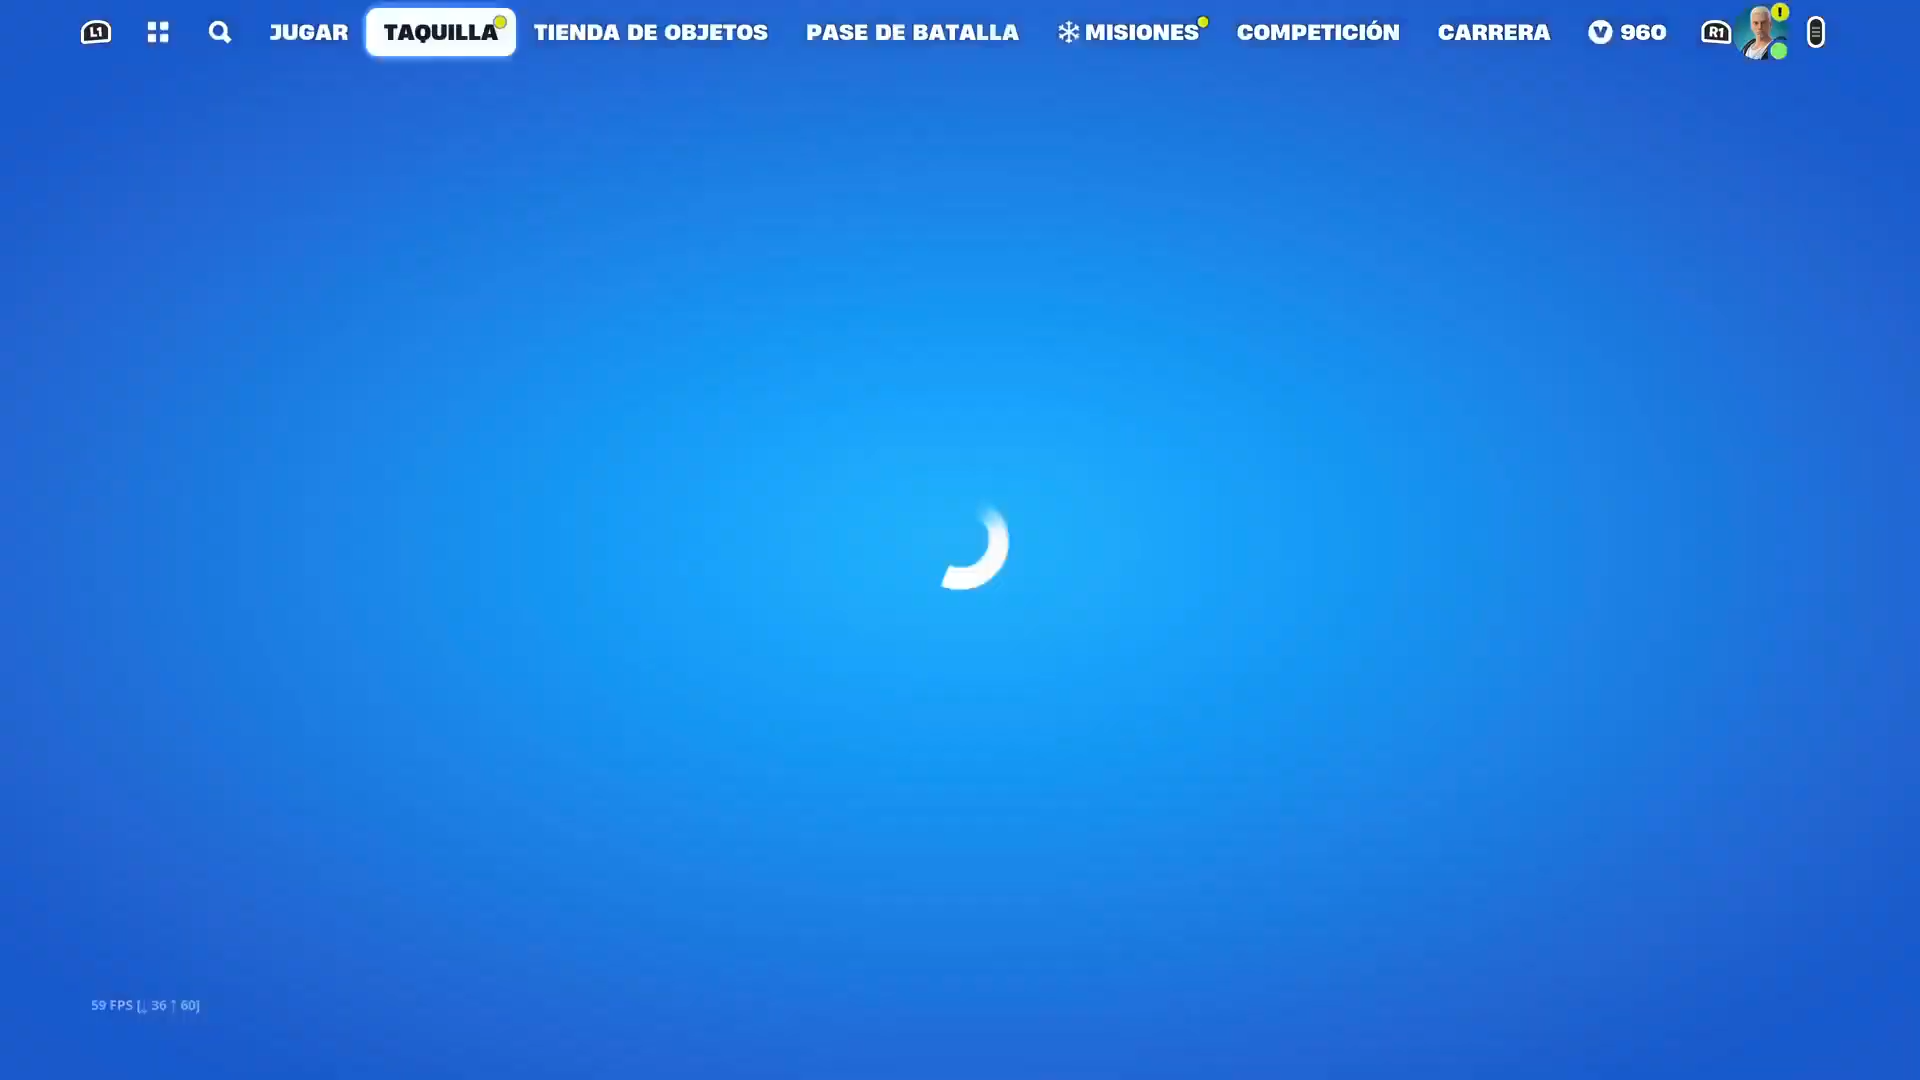 L1 JUGAR TAQUILLA TIENDA DE OBJETOS PASE DE BATALLA MISIONES COMPETICIÓN CARRERA V 960 R1 !
59 FPS [↓ 36 ↑ 60]